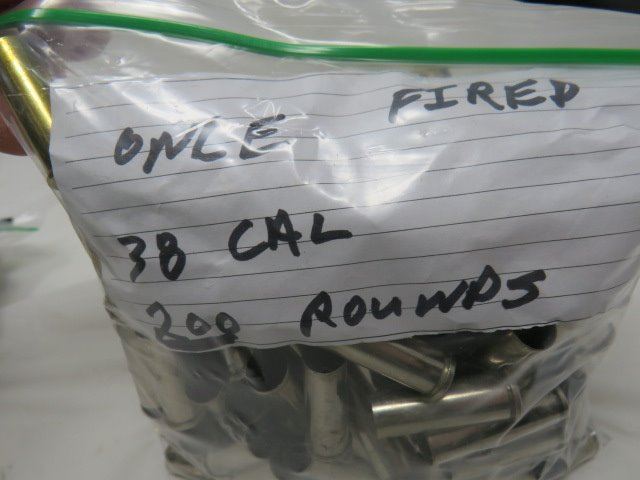 ONCE FIRED
38 CAL
200 ROUNDS